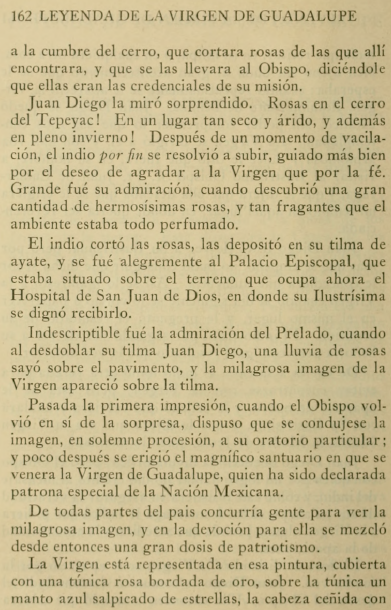 162 LEYENDA DE LA VIRGEN DE GUADALUPE
a la cumbre del cerro, que cortara rosas de las que allí
encontrara, y que se las llevara al Obispo, diciéndole
que ellas eran las credenciales de su misión.
Juan Diego la miró sorprendido. Rosas en el cerro
del Tepeyac! En un lugar tan seco y árido, y además
en pleno invierno! Después de un momento de vacila-
ción, el indio por fin se resolvió a subir, guiado más bien
por el deseo de agradar a la Virgen que por la fé.
Grande fué su admiración, cuando descubrió una gran
cantidad de hermosísimas rosas, y tan fragantes que el
ambiente estaba todo perfumado.
El indio cortó las rosas, las depositó en su tilma de
ayate, y se fué alegremente al Palacio Episcopal, que
estaba situado sobre el terreno que ocupa ahora el
Hospital de San Juan de Dios, en donde su Ilustrísima
se dignó recibirlo.
Indescriptible fué la admiración del Prelado, cuando
al desdoblar su tilma Juan Diego, una lluvia de rosas
sayó sobre el pavimento, y la milagrosa imagen de la
Virgen apareció sobre la tilma.
Pasada la primera impresión, cuando el Obispo vol-
vió en sí de la sorpresa, dispuso que se condujese la
imagen, en solemne procesión, a su oratorio particular;
y poco después se erigió el magnífico santuario en que se
venera la Virgen de Guadalupe, quien ha sido declarada
patrona especial de la Nación Mexicana.
De todas partes del pais concurría gente para ver la
milagrosa imagen, y en la devoción para ella se mezcló
desde entonces una gran dosis de patriotismo.
La Virgen está representada en esa pintura, cubierta
con una túnica rosa bordada de oro, sobre la túnica un
manto azul salpicado de estrellas, la cabeza ceñida con